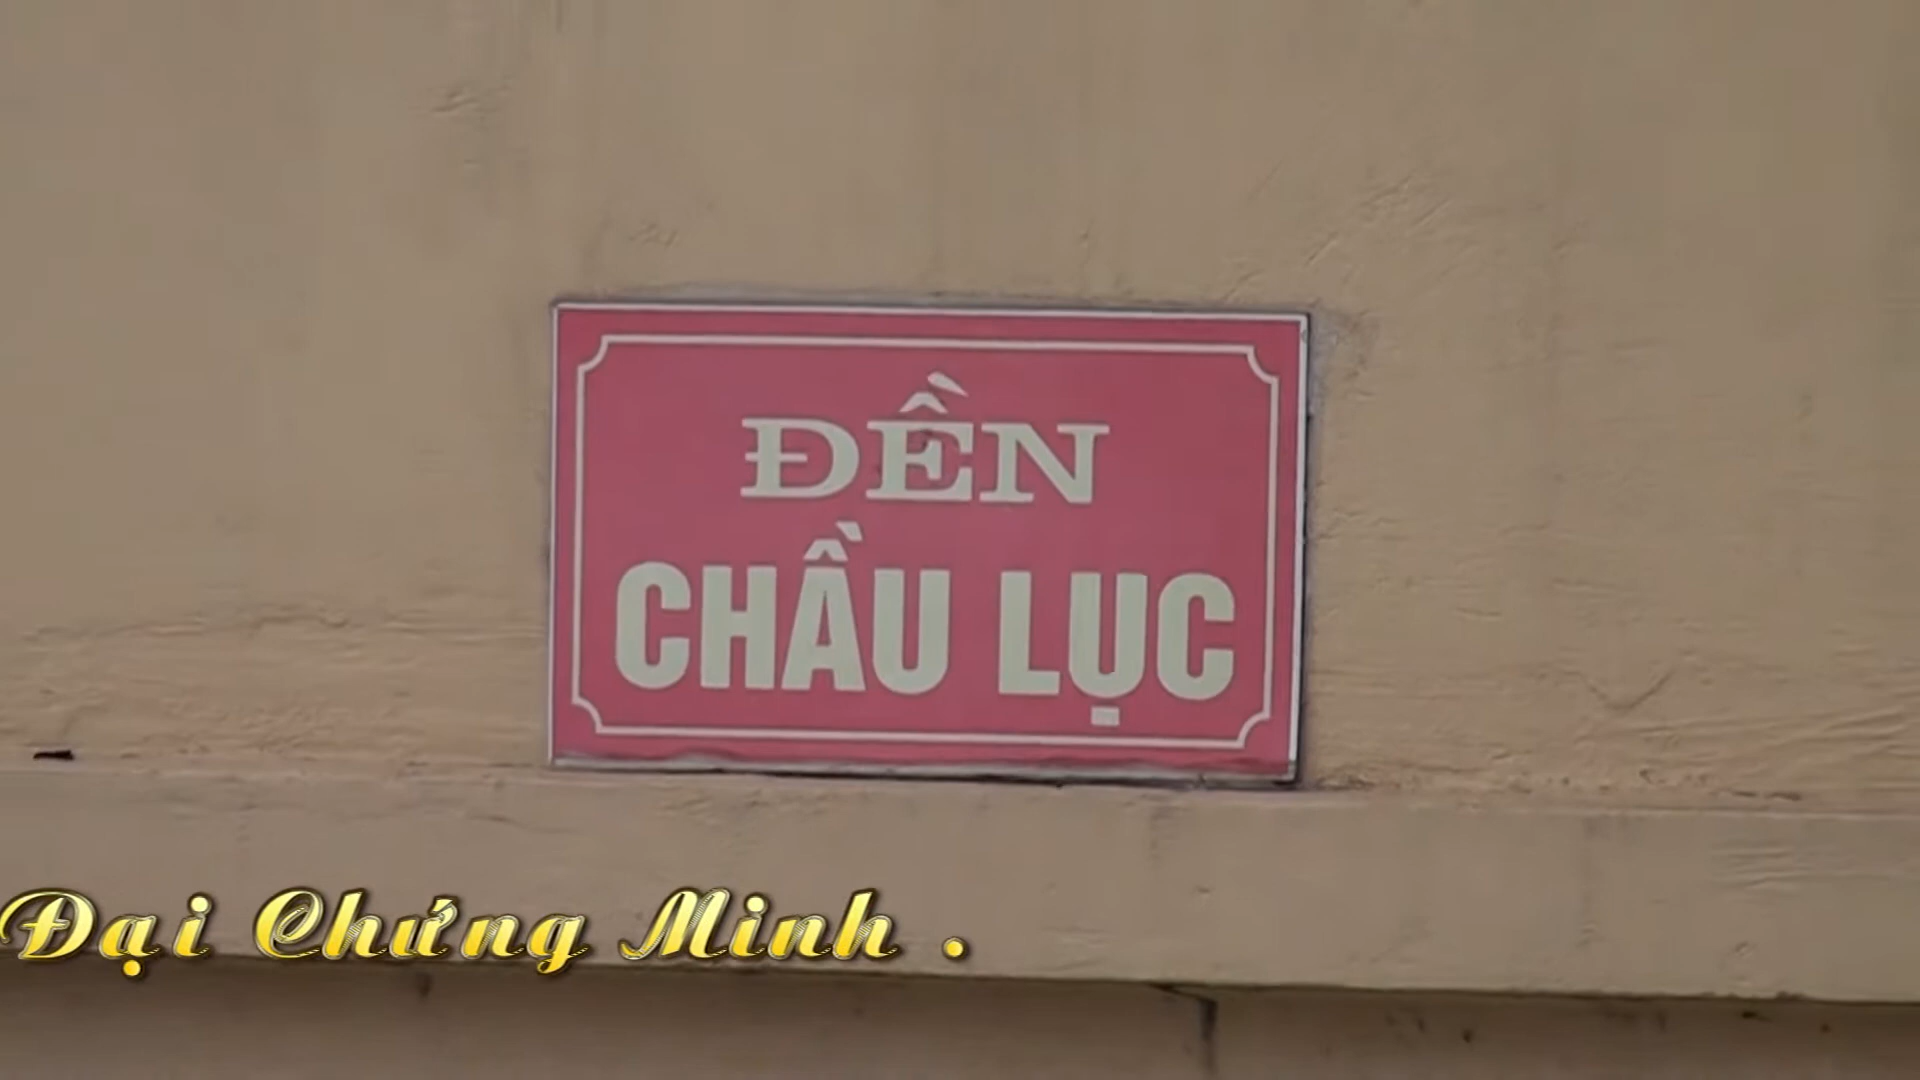 ĐỀN
CHẦU LỤC
Đại Chứng Minh .